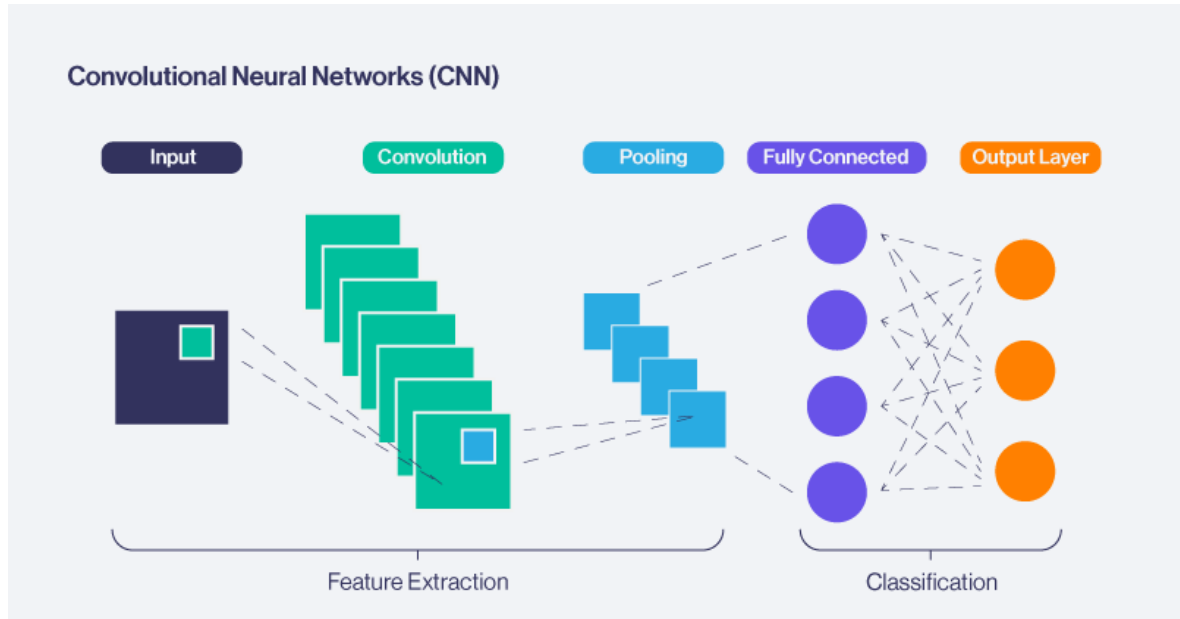 Convolutional Neural Networks (CNN)
Input
Convolution
Pooling
Fully Connected
Output Layer
Feature Extraction
Classification